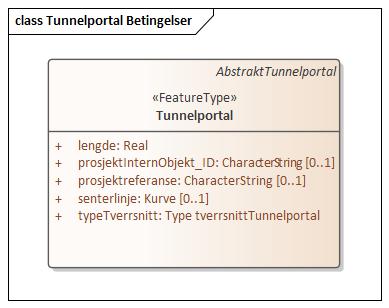 class Tunnelportal Betingelser
AbstraktTunnelportal
«FeatureType»
Tunnelportal
+ lengde: Real
+ prosjektInternObjekt_ID: CharacterString [0..1]
+ prosjektreferanse: CharacterString [0..1]
+ senterlinje: Kurve [0..1]
+ typeTverrsnitt: Type tverrsnittTunnelportal